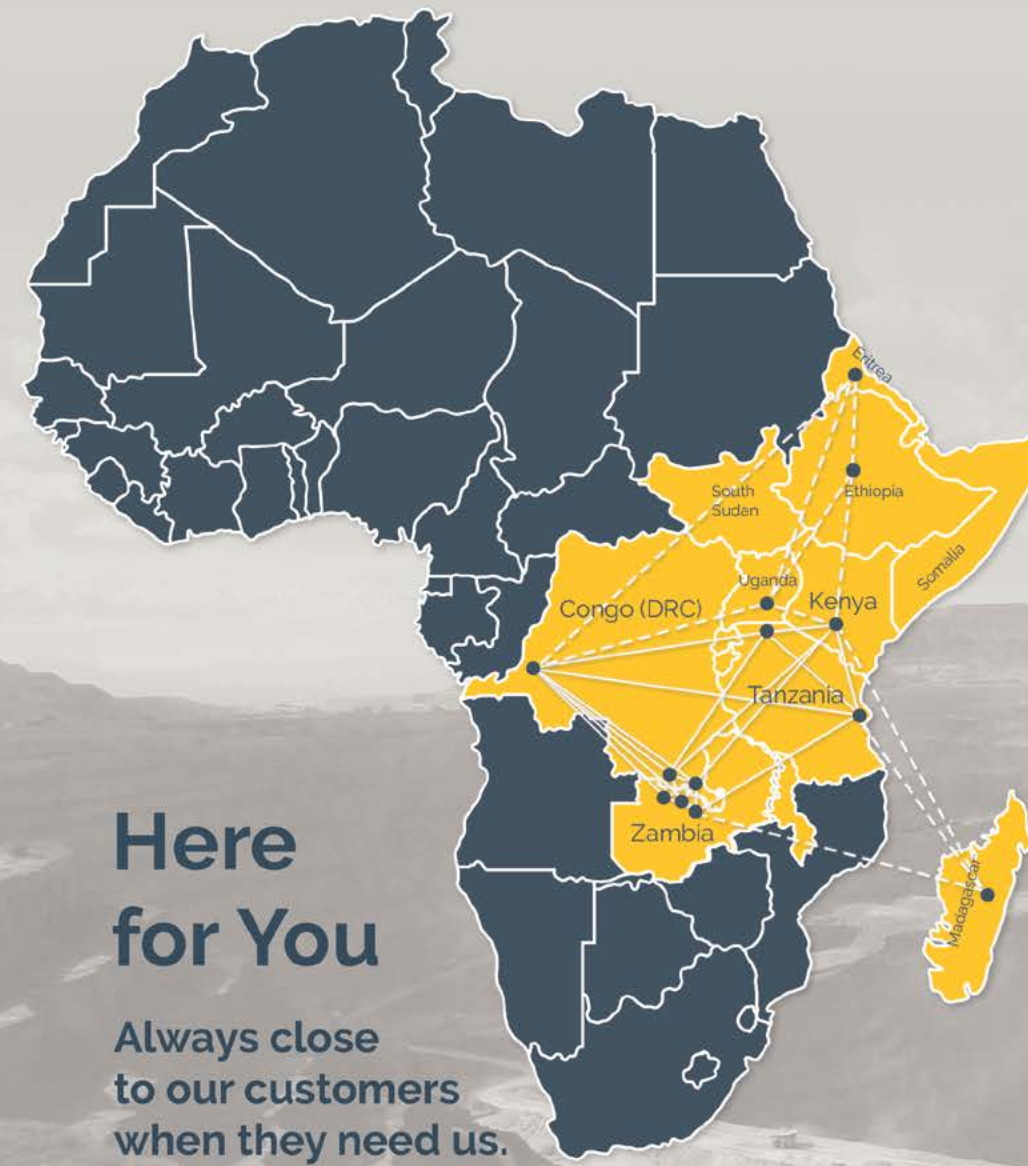 Eritrea
South
Sudan
Ethiopia
Somalia
Uganda
Congo (DRC)
Kenya
Tanzania
Zambia
Madagascar
Here
for You
Always close
to our customers
when they need us.